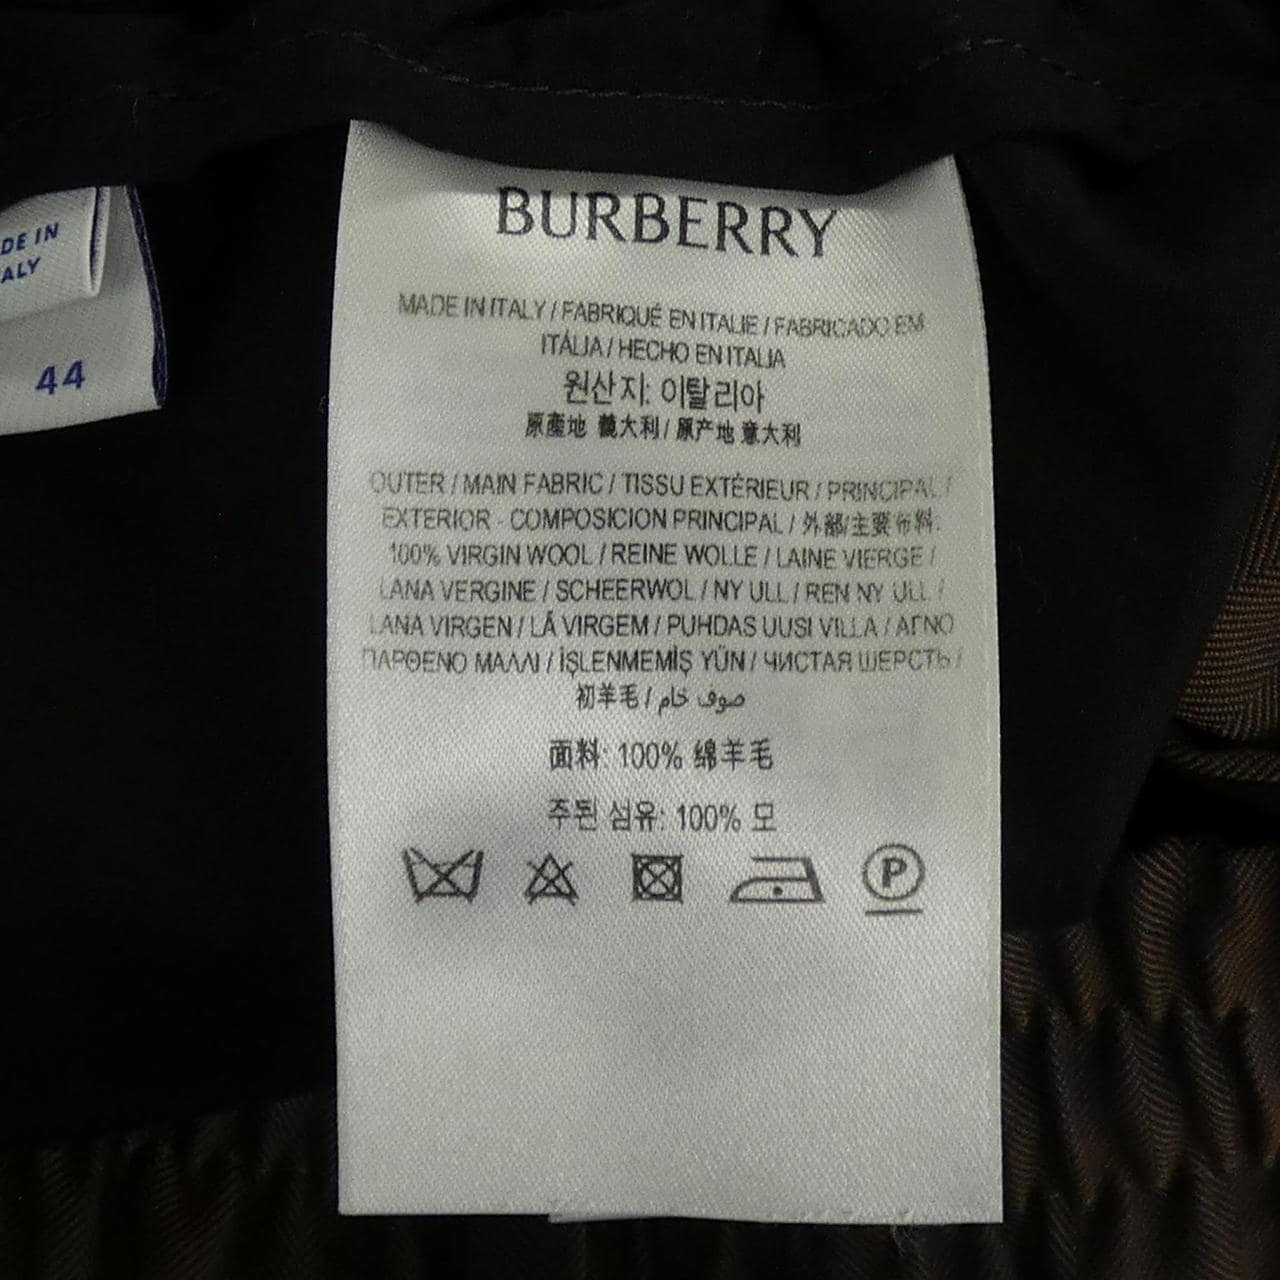 BURBERRY
MADE IN ITALY / FABRIQUÉ EN ITALIE / FABRICADO EM
ITÁLIA / HECHO EN ITALIA
원산지: 이탈리아
原產地 義大利 / 原产地 意大利
OUTER / MAIN FABRIC / TISSU EXTÉRIEUR / PRINCIPAL /
EXTERIOR - COMPOSICION PRINCIPAL / 外部/主要布料:
100% VIRGIN WOOL / REINE WOLLE / LAINE VIERGE /
LANA VERGINE / SCHEERWOL / NY ULL / REN NY ULL /
LANA VIRGEN / LÃ VIRGEM / PUHDAS UUSI VILLA / ΑΓΝΟ
ΠΑΡΘΕΝΟ ΜΑΛΛΙ / İŞLENMEMİŞ YÜN / ЧИСТАЯ ШЕРСТЬ /
初羊毛 / صوف خام
面料: 100% 绵羊毛
주된 섬유: 100% 모
P
DE IN
ALY
44